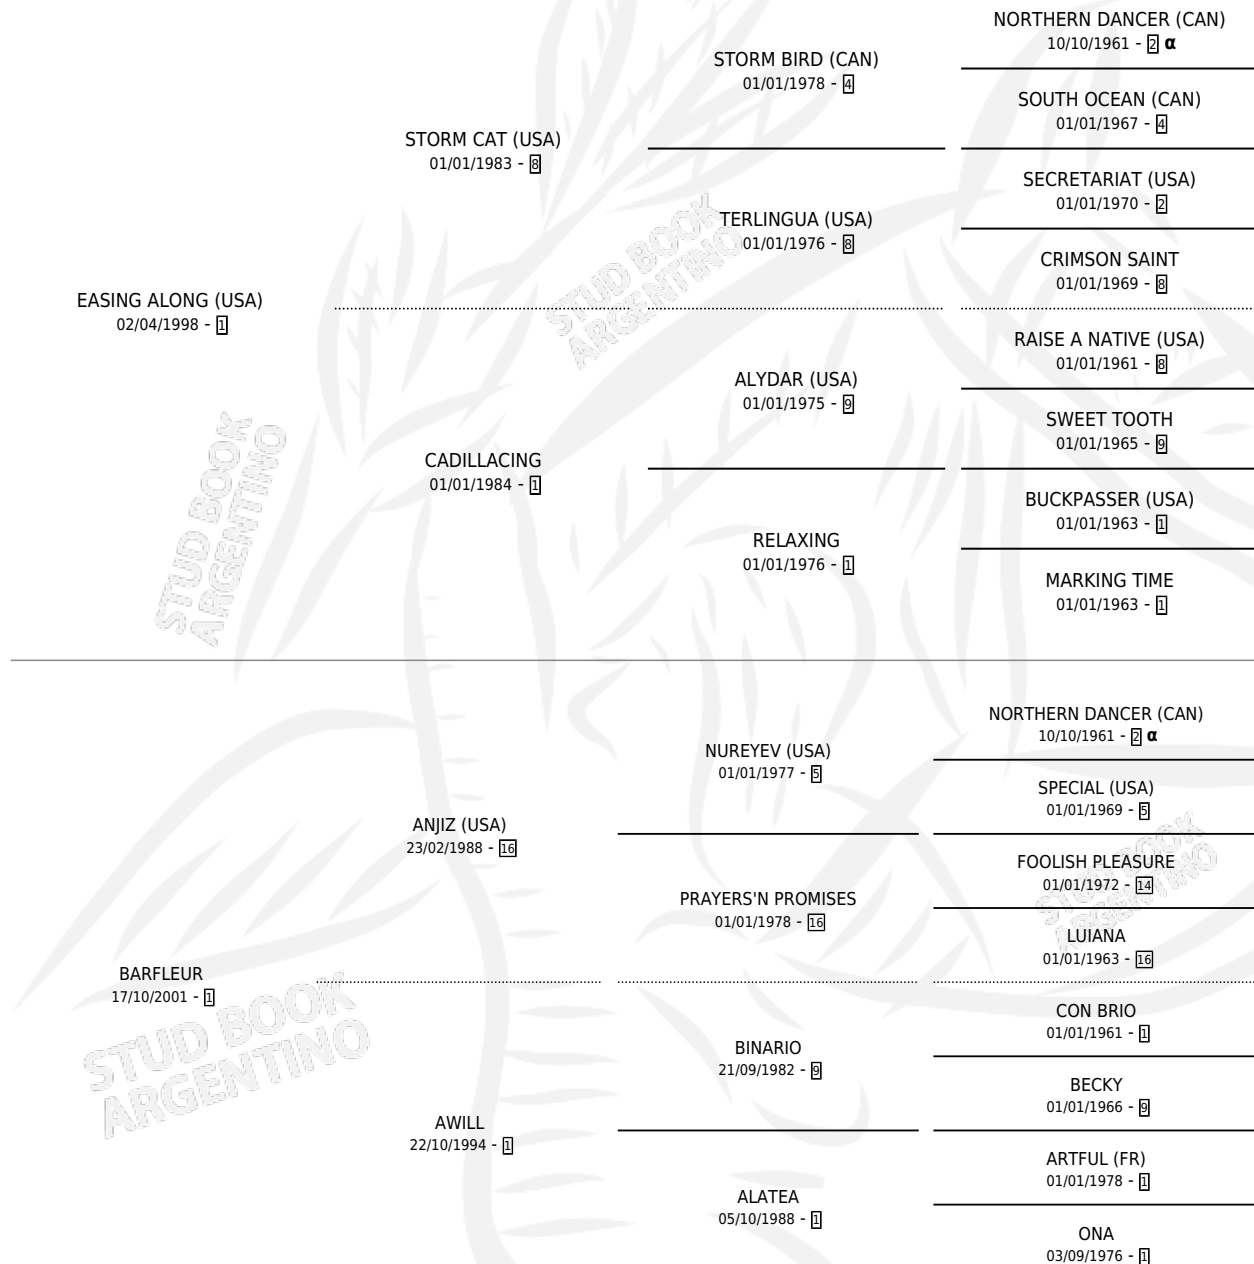 NORTHERN DANCER (CAN)
10/10/1961 - 2 α
STORM BIRD (CAN)
01/01/1978 - 4
SOUTH OCEAN (CAN)
01/01/1967 - 4
STORM CAT (USA)
01/01/1983 - 8
SECRETARIAT (USA)
01/01/1970 - 2
TERLINGUA (USA)
01/01/1976 - 8
CRIMSON SAINT
01/01/1969 - 8
EASING ALONG (USA)
02/04/1998 - 1
RAISE A NATIVE (USA)
01/01/1961 - 8
ALYDAR (USA)
01/01/1975 - 9
SWEET TOOTH
01/01/1965 - 9
CADILLACING
01/01/1984 - 1
BUCKPASSER (USA)
01/01/1963 - 1
RELAXING
01/01/1976 - 1
MARKING TIME
01/01/1963 - 1
STUD BOOK
ARGENTINO
STUD BOOK
ARGENTINO
NORTHERN DANCER (CAN)
10/10/1961 - 2 α
NUREYEV (USA)
01/01/1977 - 5
SPECIAL (USA)
01/01/1969 - 5
ANJIZ (USA)
23/02/1988 - 16
FOOLISH PLEASURE
01/01/1972 - 14
PRAYERS'N PROMISES
01/01/1978 - 16
LUIANA
01/01/1963 - 16
BARFLEUR
17/10/2001 - 1
CON BRIO
01/01/1961 - 1
BINARIO
21/09/1982 - 9
BECKY
01/01/1966 - 9
AWILL
22/10/1994 - 1
ARTFUL (FR)
01/01/1978 - 1
ALATEA
05/10/1988 - 1
ONA
03/09/1976 - 1
STUD BOOK
ARGENTINO
STUD BOOK
ARGENTINO